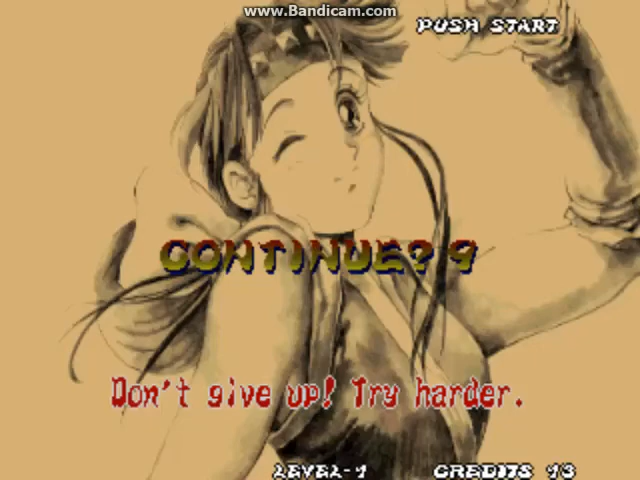 www.Bandicam.com
PUSH START
CONTINUE? 9
Don't give up! Try harder.
LEVEL-1 CREDITS 13